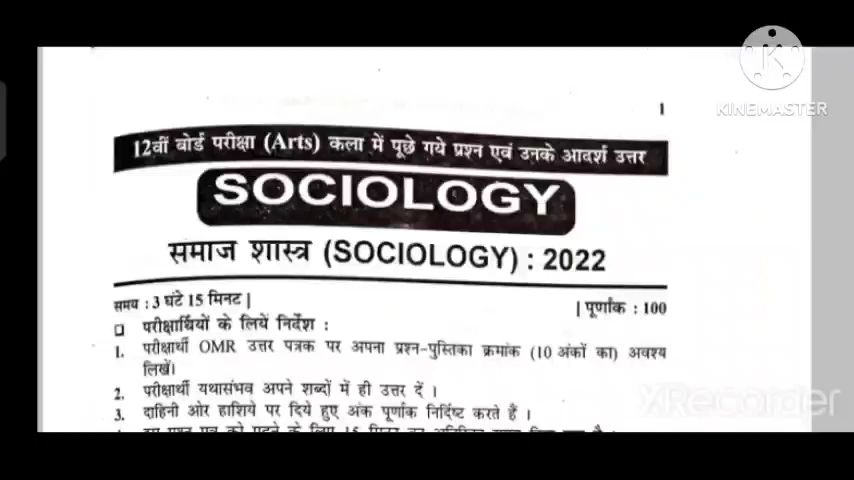 KINEMASTER
1
12वीं बोर्ड परीक्षा (Arts) कला में पूछे गये प्रश्न एवं उनके आदर्श उत्तर
SOCIOLOGY
समाज शास्त्र (SOCIOLOGY) : 2022
समय : 3 घंटे 15 मिनट | | पूर्णांक : 100
परीक्षार्थियों के लिये निर्देश :
1. परीक्षार्थी OMR उत्तर पत्रक पर अपना प्रश्न-पुस्तिका क्रमांक (10 अंकों का) अवश्य
लिखें।
2. परीक्षार्थी यथासंभव अपने शब्दों में ही उत्तर दें ।
3. दाहिनी ओर हाशिये पर दिये हुए अंक पूर्णांक निर्दिष्ट करते हैं ।
XRecorder